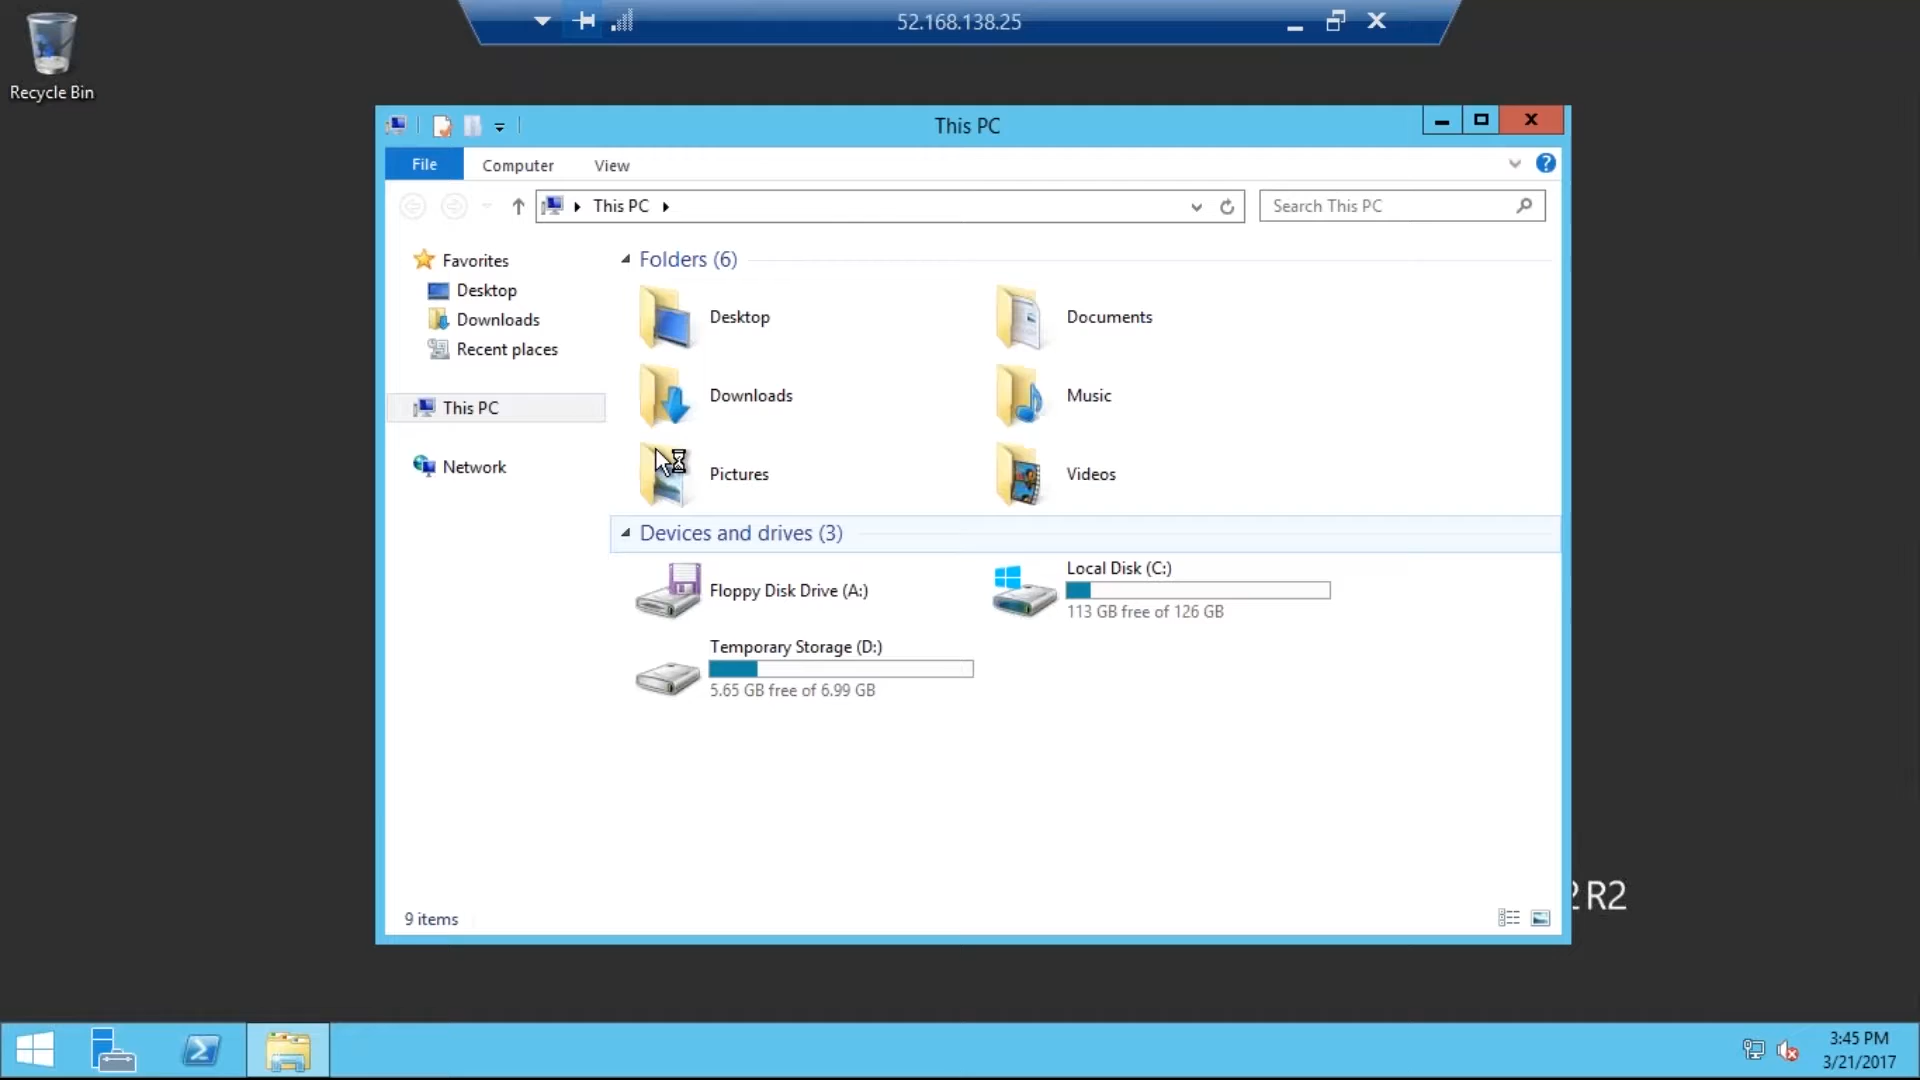 52.168.138.25
Recycle Bin
This PC
File
Computer
View
This PC
Search This PC
Favorites
Desktop
Downloads
Recent places
This PC
Network
Folders (6)
Desktop
Documents
Downloads
Music
Pictures
Videos
Devices and drives (3)
Floppy Disk Drive (A:)
Local Disk (C:)
113 GB free of 126 GB
Temporary Storage (D:)
5.65 GB free of 6.99 GB
9 items
2 R2
3:45 PM
3/21/2017